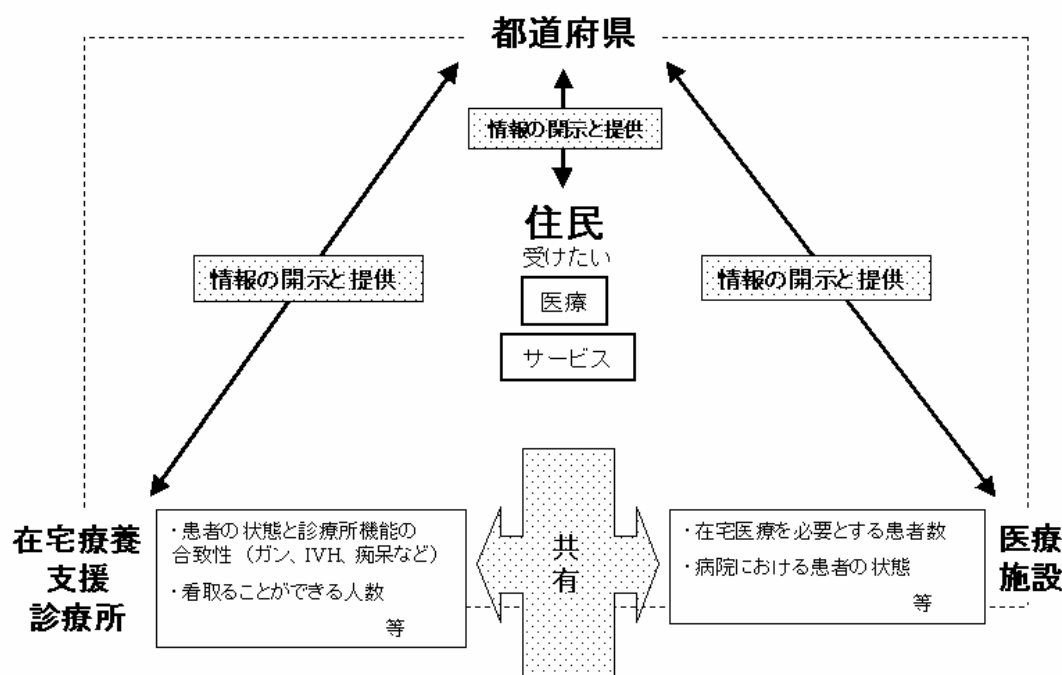 都道府県
情報の開示と提供
住民
受けたい
医療
サービス
情報の開示と提供
情報の開示と提供
在宅療養
支援
診療所
・患者の状態と診療所機能の
合致性（ガン、IVH、痴呆など）
・看取ることができる人数
等
共
有
・在宅医療を必要とする患者数
・病院における患者の状態
等
医療
施設